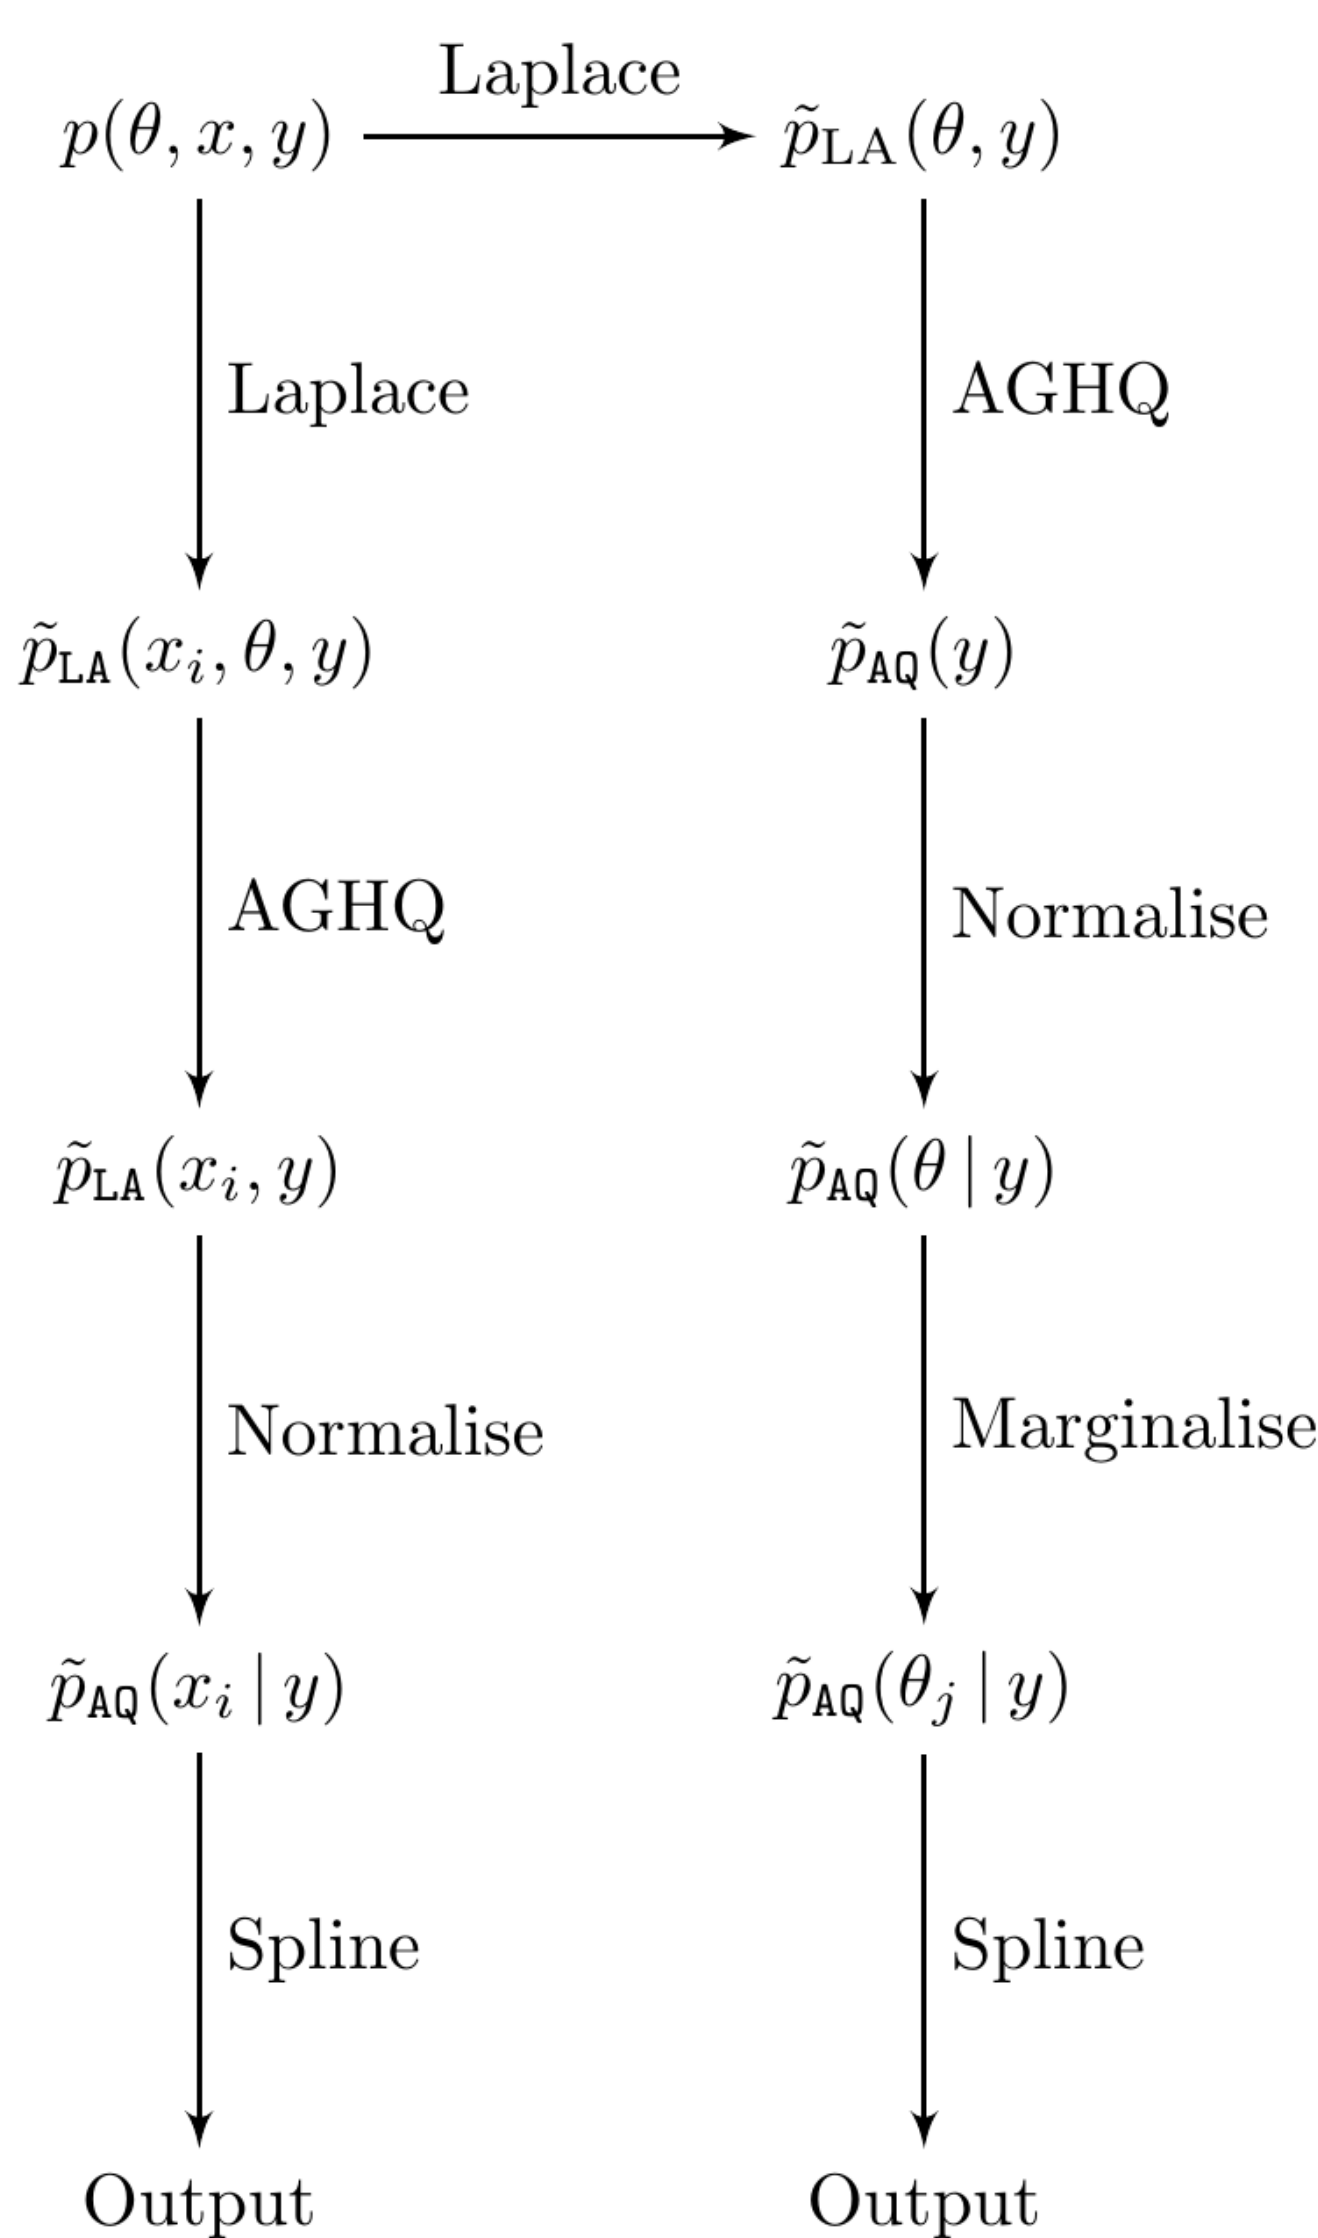 Laplace
p(θ, x, y) p̃LA(θ, y)
Laplace AGHQ
p̃LA(xi, θ, y) p̃AQ(y)
AGHQ Normalise
p̃LA(xi, y) p̃AQ(θ | y)
Normalise Marginalise
p̃AQ(xi | y) p̃AQ(θj | y)
Spline Spline
Output Output